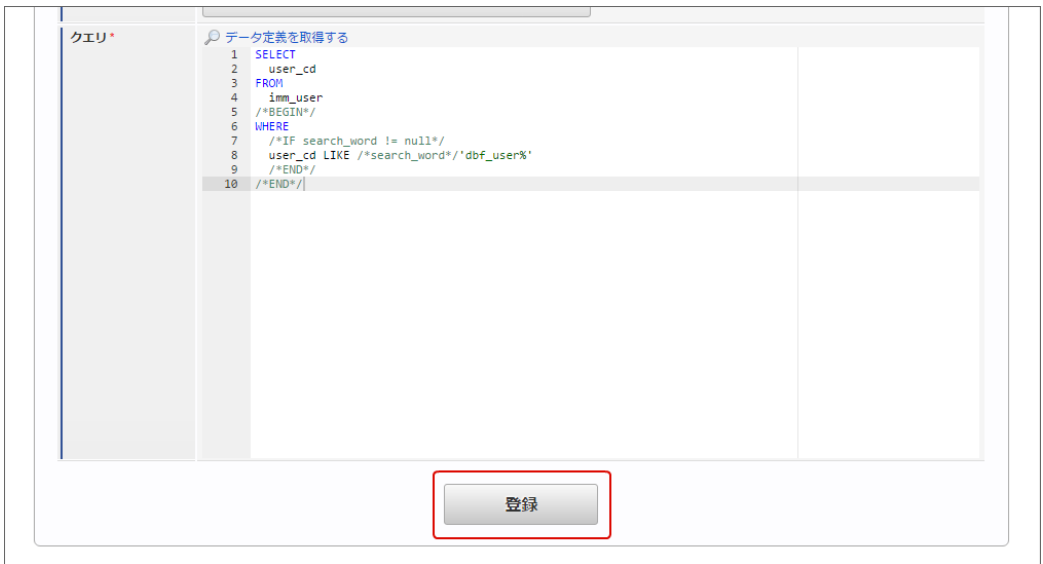 クエリ*
データ定義を取得する
1 SELECT
2   user_cd
3 FROM
4   imm_user
5 /*BEGIN*/
6 WHERE
7   /*IF search_word != null*/
8   user_cd LIKE /*search_word*/'dbf_user%'
9   /*END*/
10 /*END*/
登録